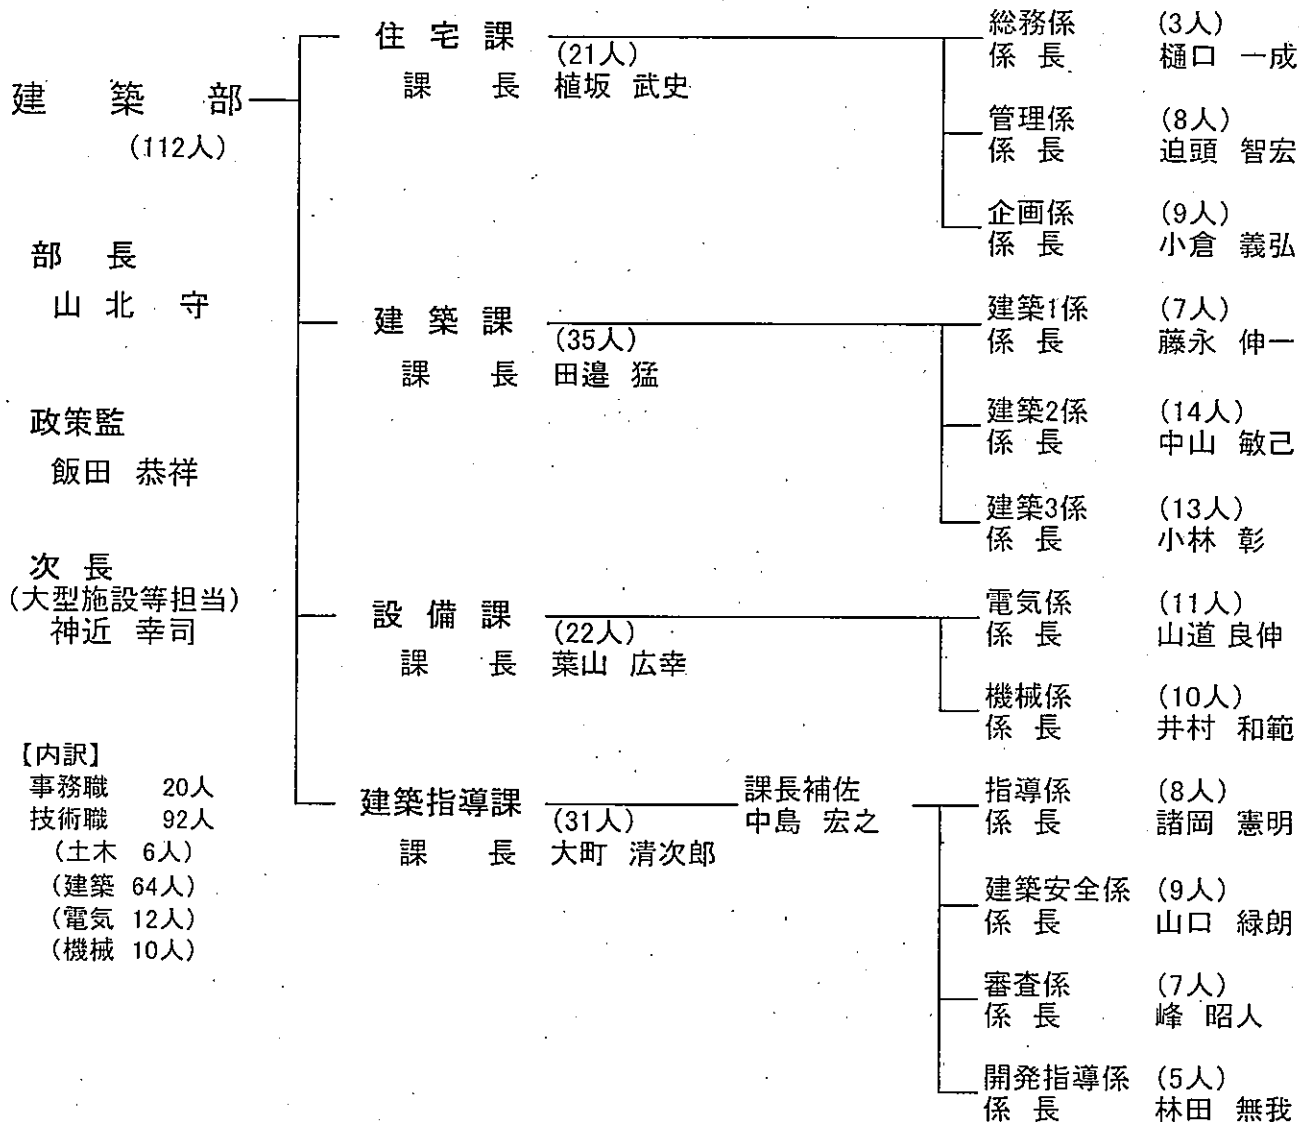 建築部
(112人)
部長
山北 守
政策監
飯田 恭祥
次長
(大型施設等担当)
神近 幸司
【内訳】
事務職 20人
技術職 92人
(土木 6人)
(建築 64人)
(電気 12人)
(機械 10人)
住宅課
(21人)
課長 植坂 武史
総務係 (3人)
係長 樋口 一成
管理係 (8人)
係長 迫頭 智宏
企画係 (9人)
係長 小倉 義弘
建築課
(35人)
課長 田邉 猛
建築1係 (7人)
係長 藤永 伸一
建築2係 (14人)
係長 中山 敏己
建築3係 (13人)
係長 小林 彰
設備課
(22人)
課長 葉山 広幸
電気係 (11人)
係長 山道 良伸
機械係 (10人)
係長 井村 和範
建築指導課
(31人)
課長 大町 清次郎
課長補佐
中島 宏之
指導係 (8人)
係長 諸岡 憲明
建築安全係 (9人)
係長 山口 緑朗
審査係 (7人)
係長 峰 昭人
開発指導係 (5人)
係長 林田 無我